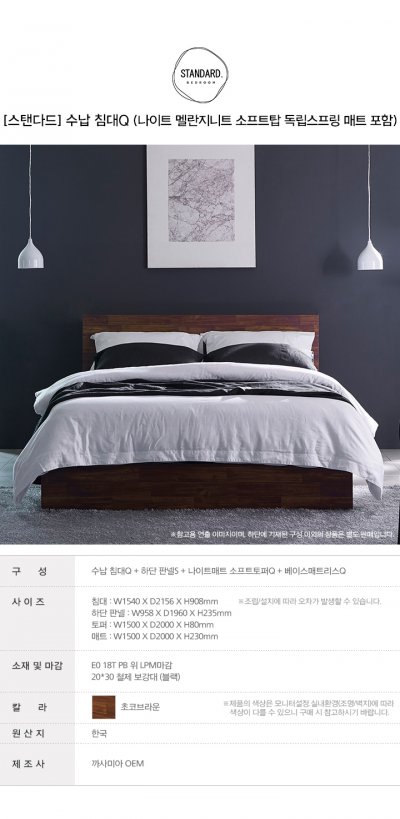 STANDARD.
BEDROOM
[스탠다드] 수납 침대Q (나이트 멜란지니트 소프트탑 독립스프링 매트 포함)
※참고용 연출 이미지이며, 하단에 기재된 구성 이외의 상품은 별도 판매입니다.
구 성 수납 침대Q + 하단 판넬S + 나이트매트 소프트토퍼Q + 베이스매트리스Q
사 이 즈 침대 : W1540 X D2156 X H908mm ※조립/설치에 따라 오차가 발생할 수 있습니다.
하단 판넬 : W958 X D1960 X H235mm
토퍼 : W1500 X D2000 X H80mm
매트 : W1500 X D2000 X H230mm
소재 및 마감 E0 18T PB 위 LPM마감
20*30 철제 보강대 (블랙)
칼 라 초코브라운 ※제품의 색상은 모니터설정, 실내환경(조명/벽지)에 따라
색상이 다를 수 있으니 구매 시 참고하시기 바랍니다.
원 산 지 한국
제 조 사 까사미아 OEM